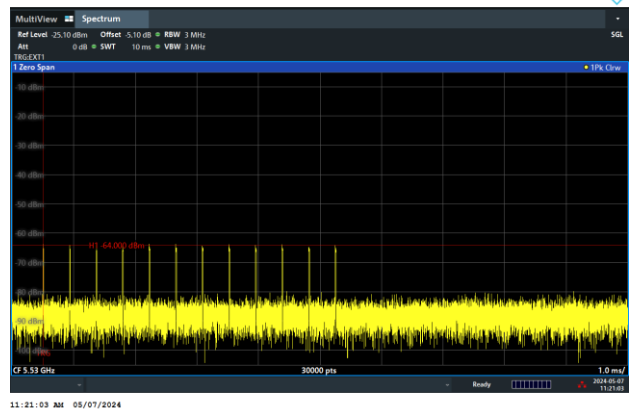 MultiView Spectrum
Ref Level -25.10 dBm Offset -5.10 dB RBW 3 MHz SGL
Att 0 dB SWT 10 ms VBW 3 MHz
TRG:EXT1
1 Zero Span 1Pk Clrw
-10 dBm
-20 dBm
-30 dBm
-40 dBm
-50 dBm
-60 dBm
H1 -64.000 dBm
-70 dBm
-80 dBm
-90 dBm
-100 dBm
CF 5.53 GHz 30000 pts 1.0 ms/
Ready 2024-05-07
11:21:03
11:21:03 AM 05/07/2024